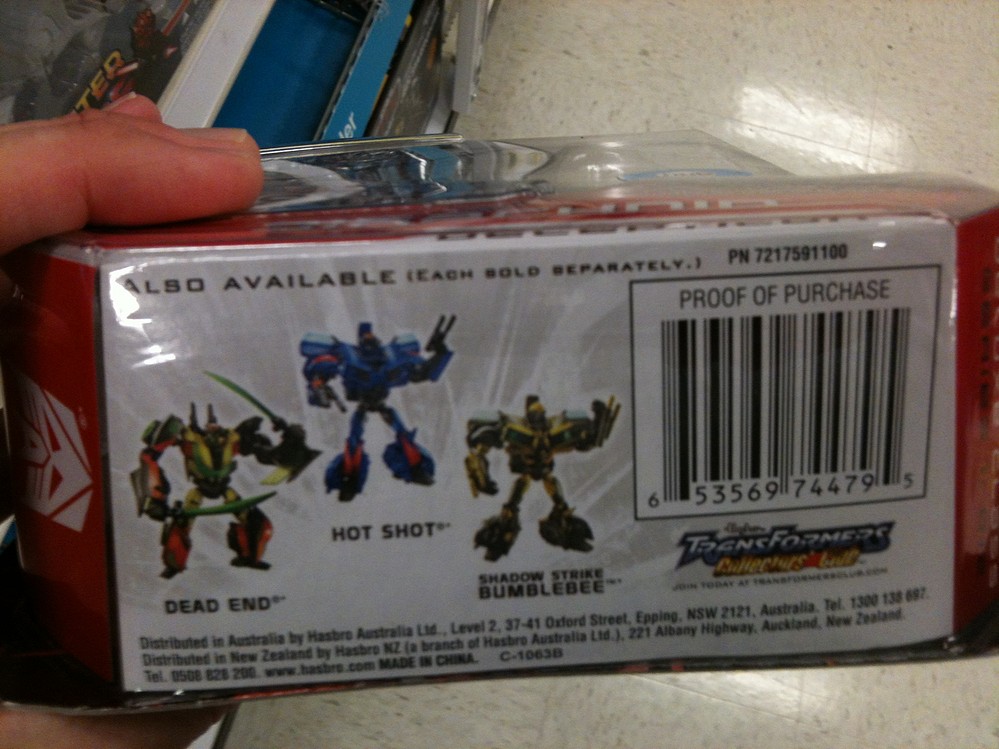 TER
ALSO AVAILABLE (EACH SOLD SEPARATELY.)
PN 7217591100
PROOF OF PURCHASE
6 53569 74479 5
HOT SHOT®*
SHADOW STRIKE
BUMBLEBEE™*
DEAD END®*
TRANSFORMERS
Collectors Club
JOIN TODAY AT TRANSFORMERSCLUB.COM
Distributed in Australia by Hasbro Australia Ltd., Level 2, 37-41 Oxford Street, Epping, NSW 2121, Australia. Tel. 1300 138 697.
Distributed in New Zealand by Hasbro NZ (a branch of Hasbro Australia Ltd.), 221 Albany Highway, Auckland, New Zealand.
Tel. 0508 828 200. www.hasbro.com MADE IN CHINA. C-1063B